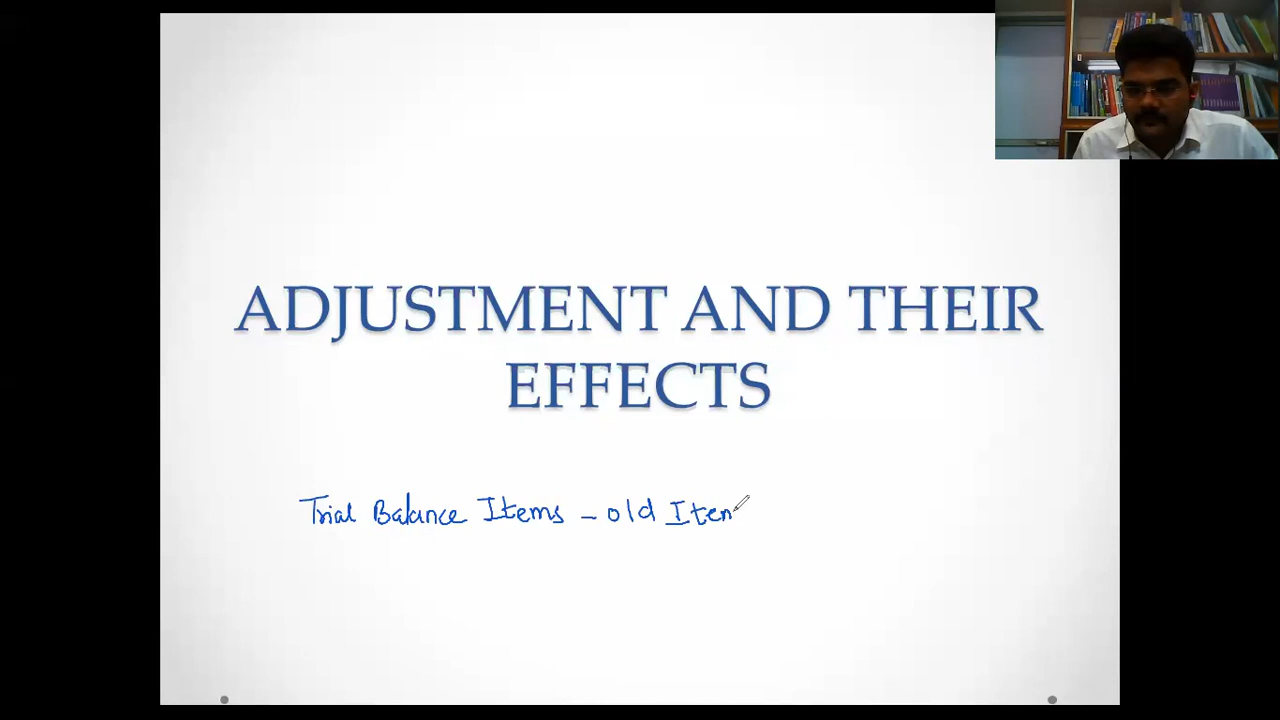 ADJUSTMENT AND THEIR
EFFECTS
Trial Balance Items - old Iten